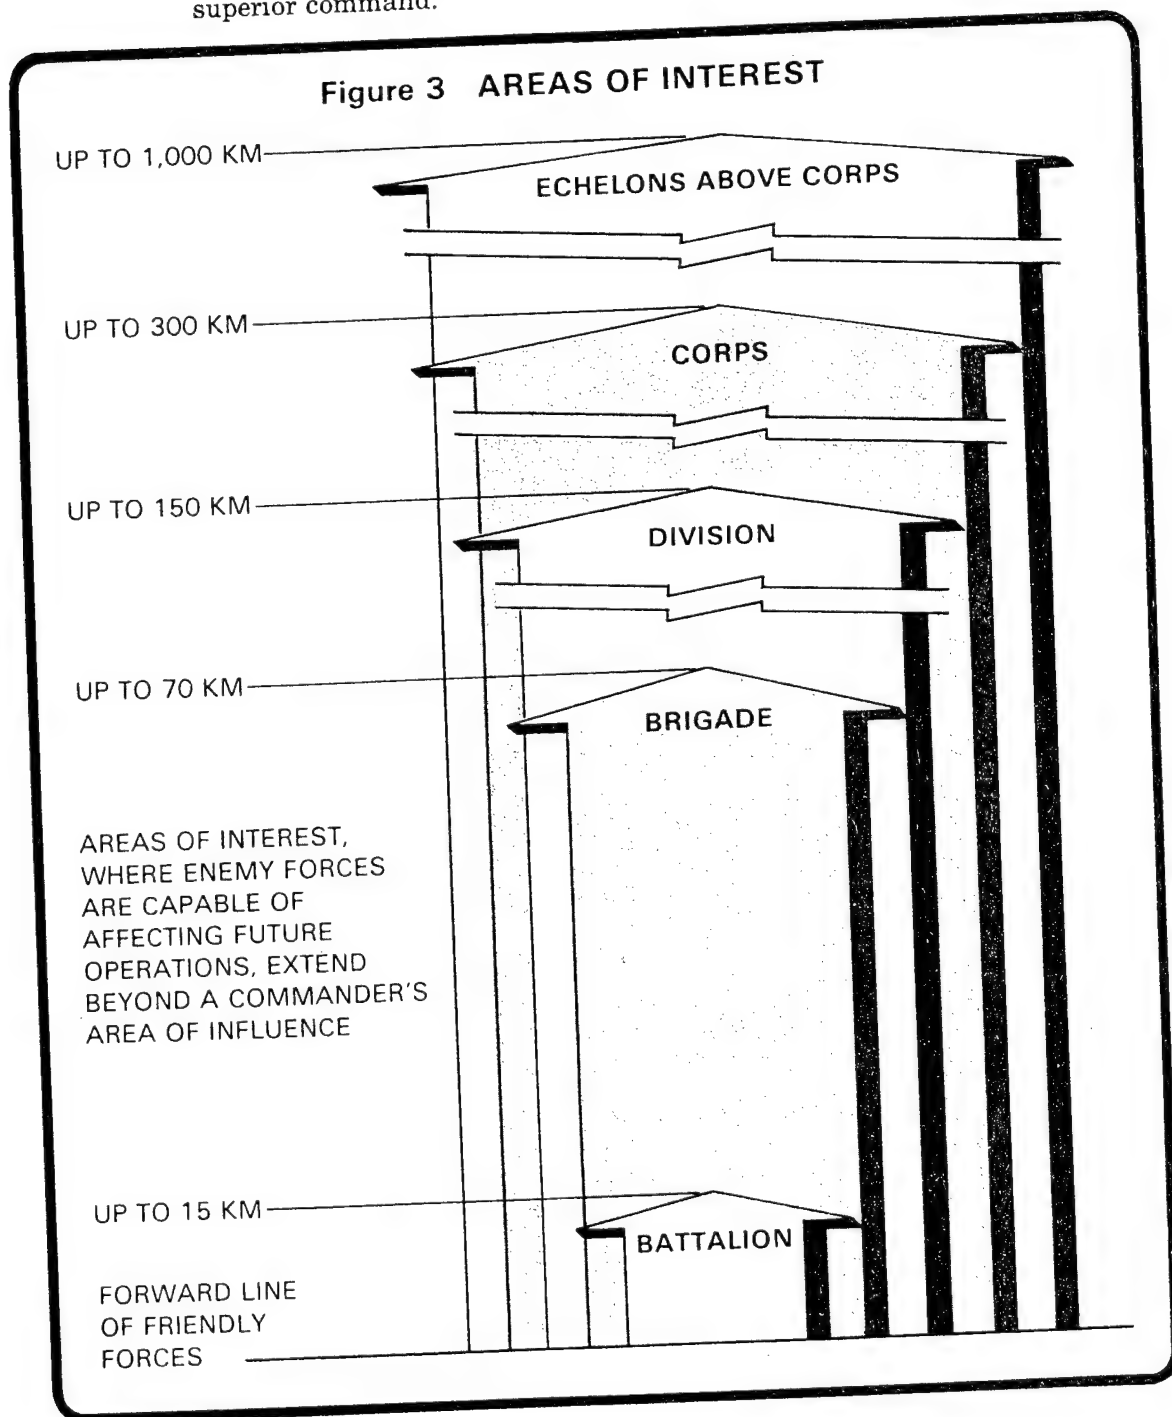 superior command.
Figure 3 AREAS OF INTEREST
UP TO 1,000 KM
ECHELONS ABOVE CORPS
UP TO 300 KM
CORPS
UP TO 150 KM
DIVISION
UP TO 70 KM
BRIGADE
AREAS OF INTEREST,
WHERE ENEMY FORCES
ARE CAPABLE OF
AFFECTING FUTURE
OPERATIONS, EXTEND
BEYOND A COMMANDER'S
AREA OF INFLUENCE
UP TO 15 KM
BATTALION
FORWARD LINE
OF FRIENDLY
FORCES